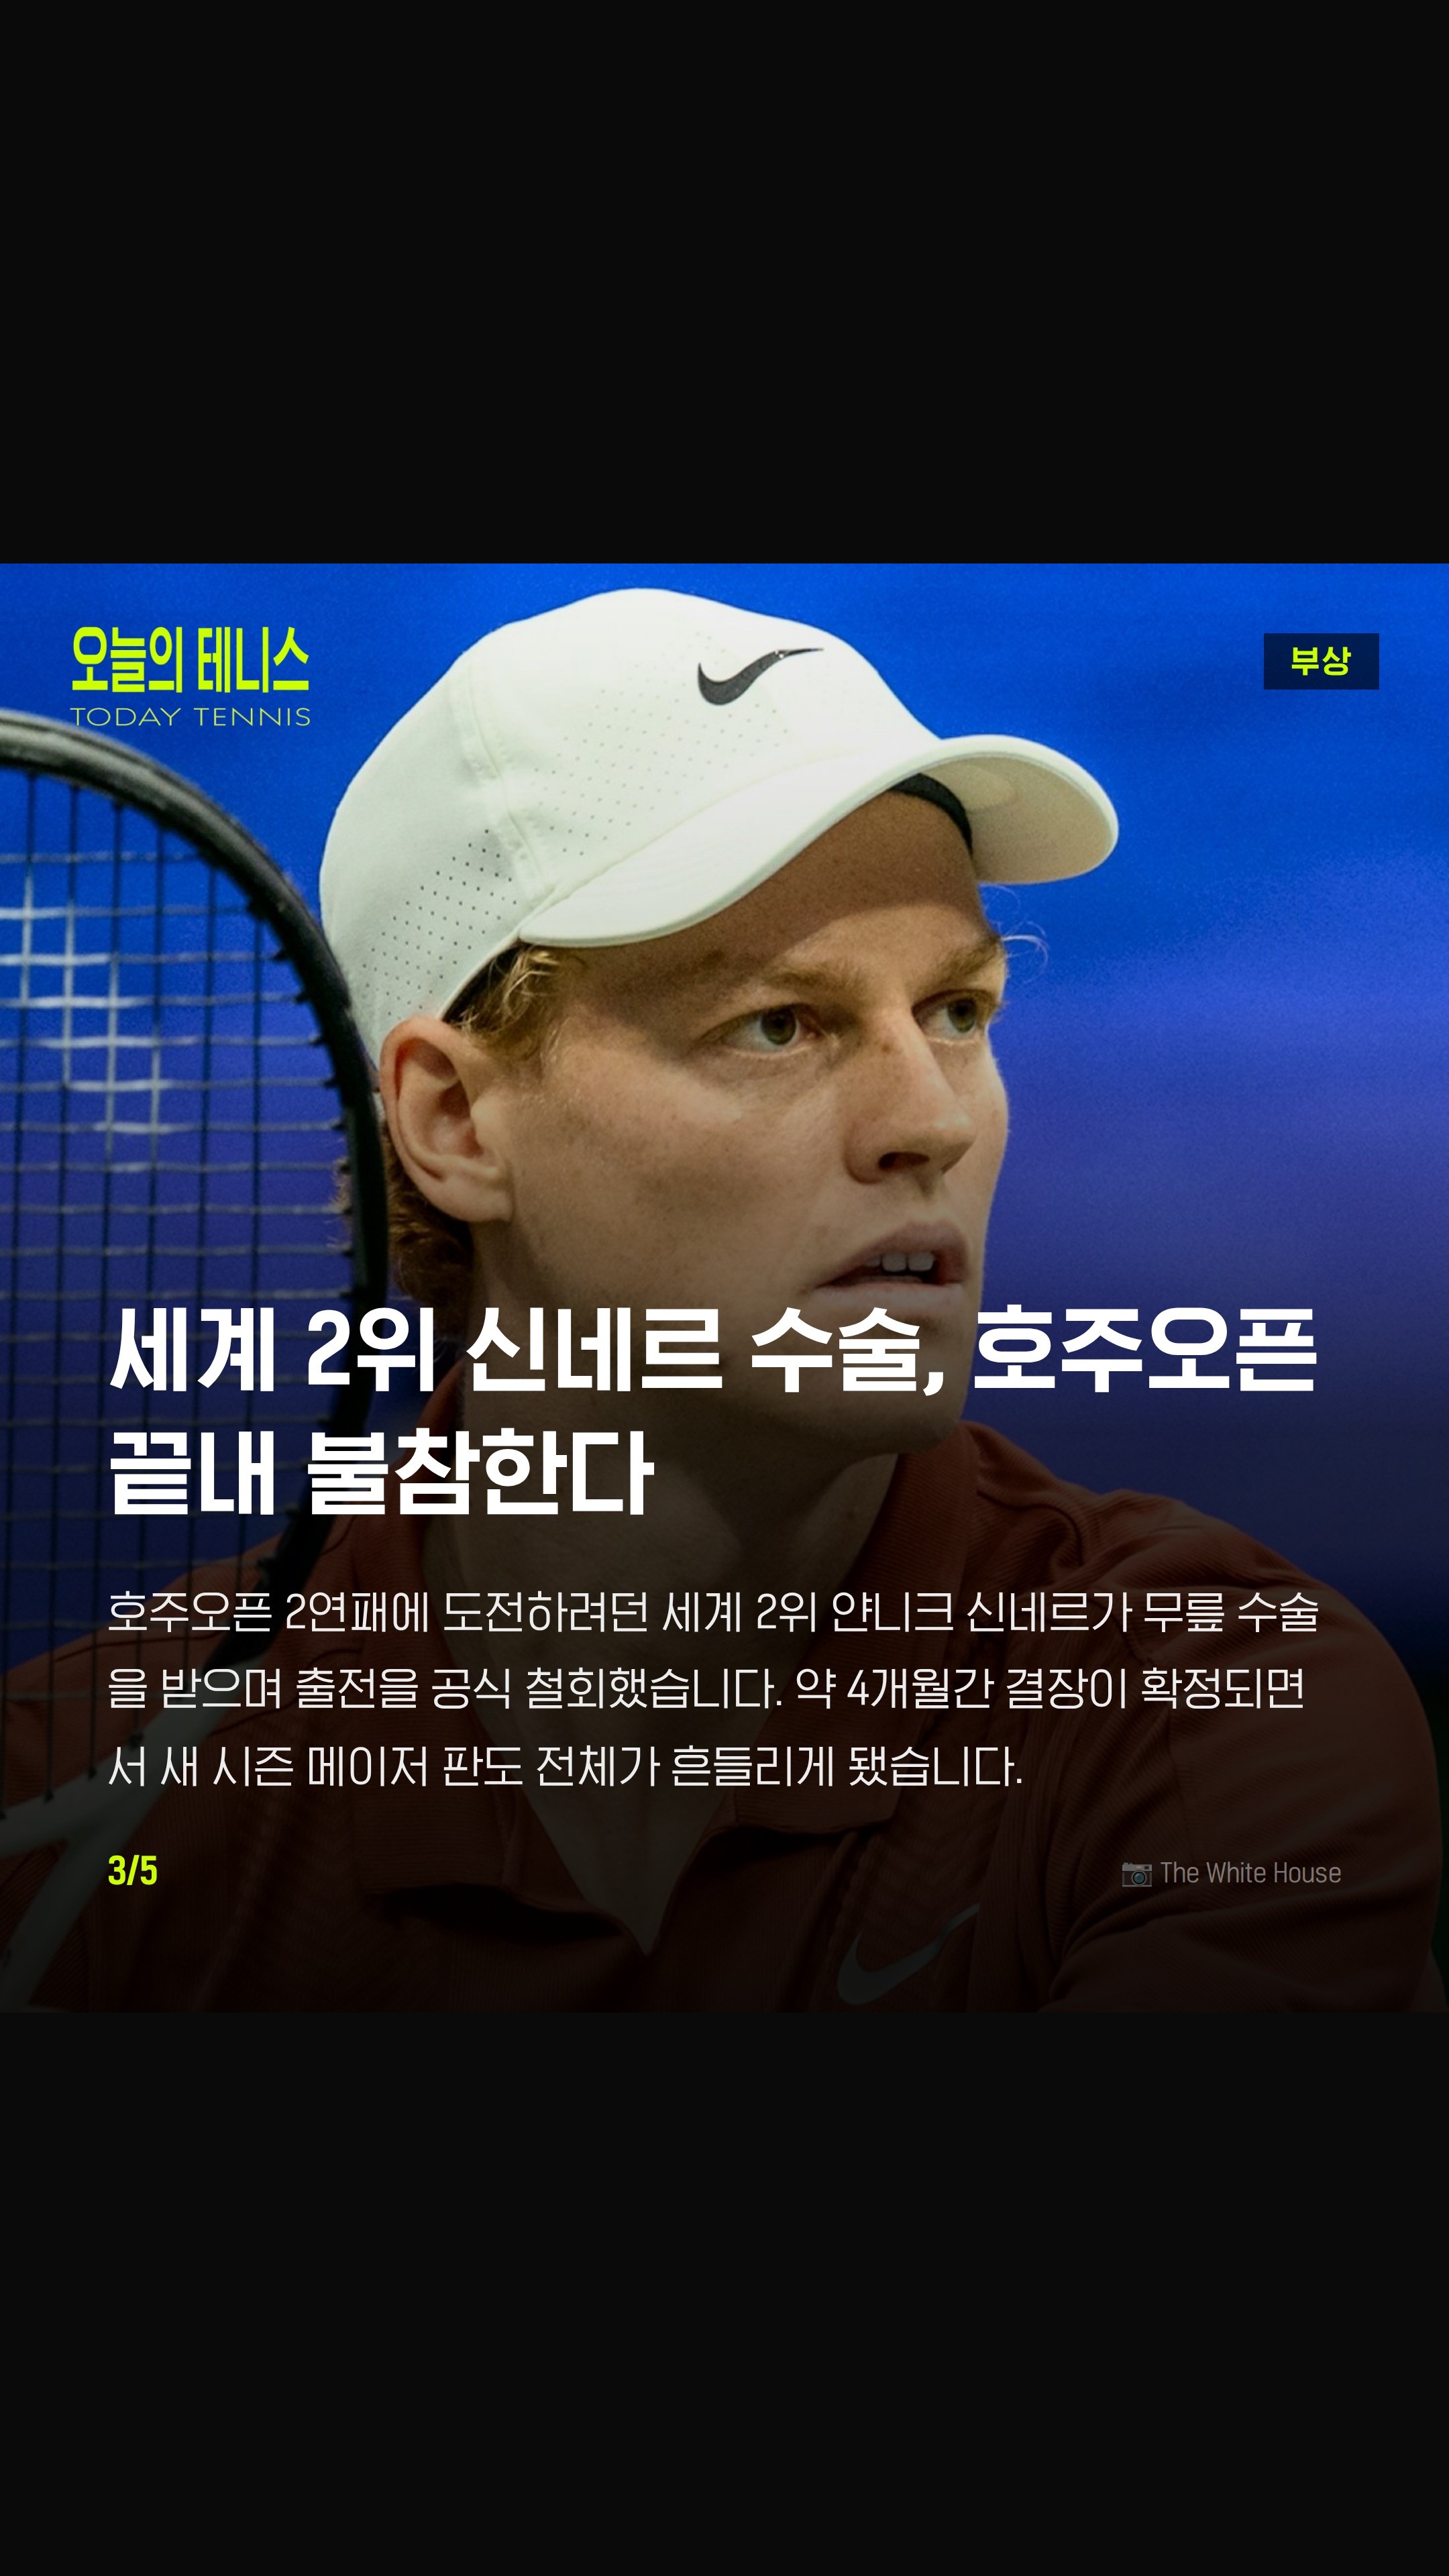 오늘의 테니스
TODAY TENNIS
부상
세계 2위 신네르 수술, 호주오픈
끝내 불참한다
호주오픈 2연패에 도전하려던 세계 2위 얀니크 신네르가 무릎 수술
을 받으며 출전을 공식 철회했습니다. 약 4개월간 결장이 확정되면
서 새 시즌 메이저 판도 전체가 흔들리게 됐습니다.
3/5
📷 The White House